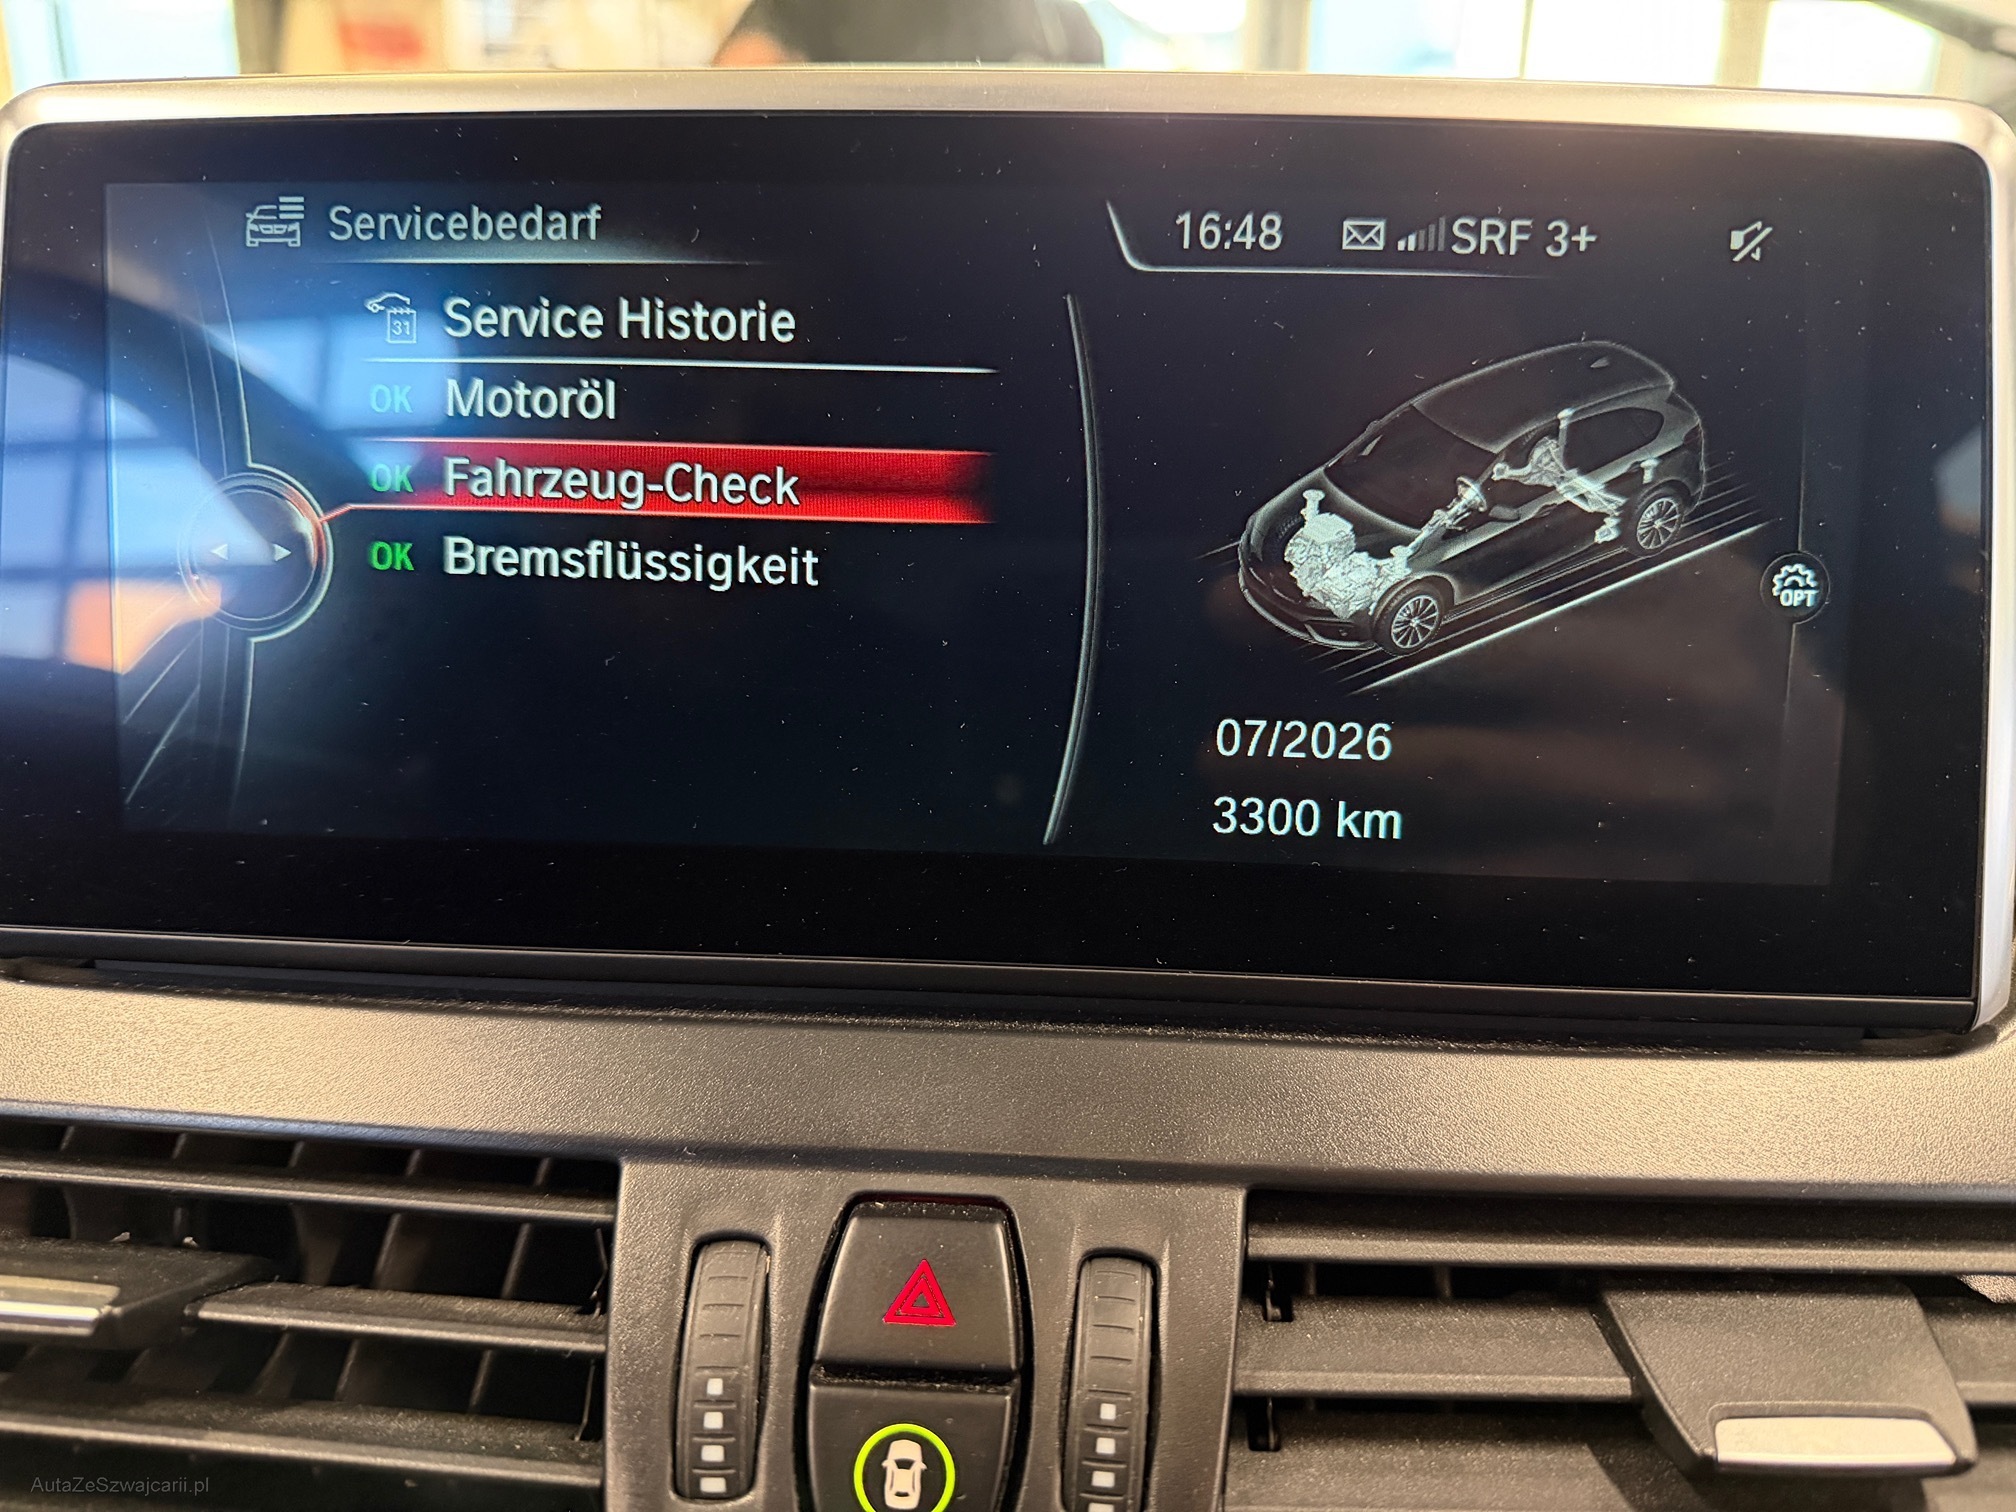 Servicebedarf
16:48 SRF 3+
31 Service Historie
OK Motoröl
OK Fahrzeug-Check
OK Bremsflüssigkeit
OPT
07/2026
3300 km
AutaZeSzwajcarii.pl